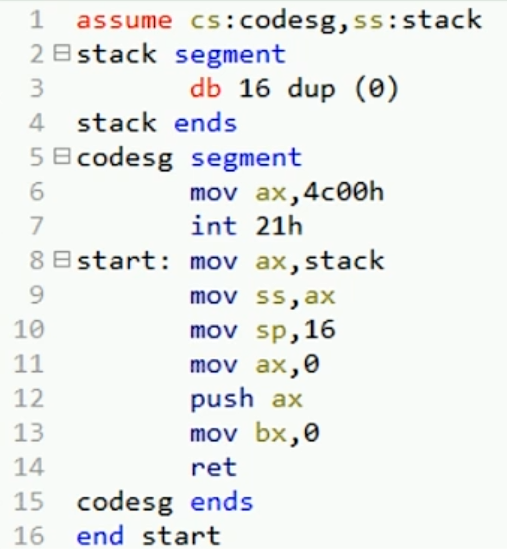 1 assume cs:codesg,ss:stack
2 stack segment
3 db 16 dup (0)
4 stack ends
5 codesg segment
6 mov ax,4c00h
7 int 21h
8 start: mov ax,stack
9 mov ss,ax
10 mov sp,16
11 mov ax,0
12 push ax
13 mov bx,0
14 ret
15 codesg ends
16 end start